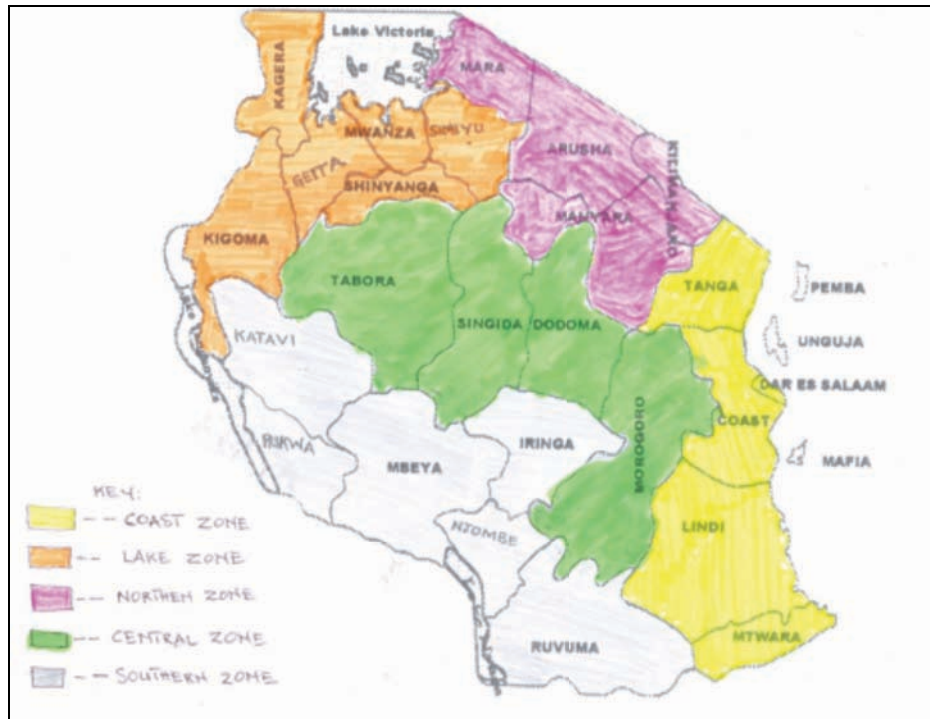 Lake Victoria
MARA
KAGERA
MWANZA
SIMIYU
ARUSHA
KILIMANJARO
GEITA
SHINYANGA
MANYARA
KIGOMA
TABORA
TANGA
PEMBA
SINGIDA
DODOMA
UNGUJA
KATAVI
Lake
DAR ES SALAAM
COAST
MOROGORO
IRINGA
RUKWA
MBEYA
MAFIA
KEY:
-- COAST ZONE
LINDI
NJOMBE
-- LAKE ZONE
-- NORTHEN ZONE
-- CENTRAL ZONE
MTWARA
RUVUMA
-- SOUTHERN ZONE